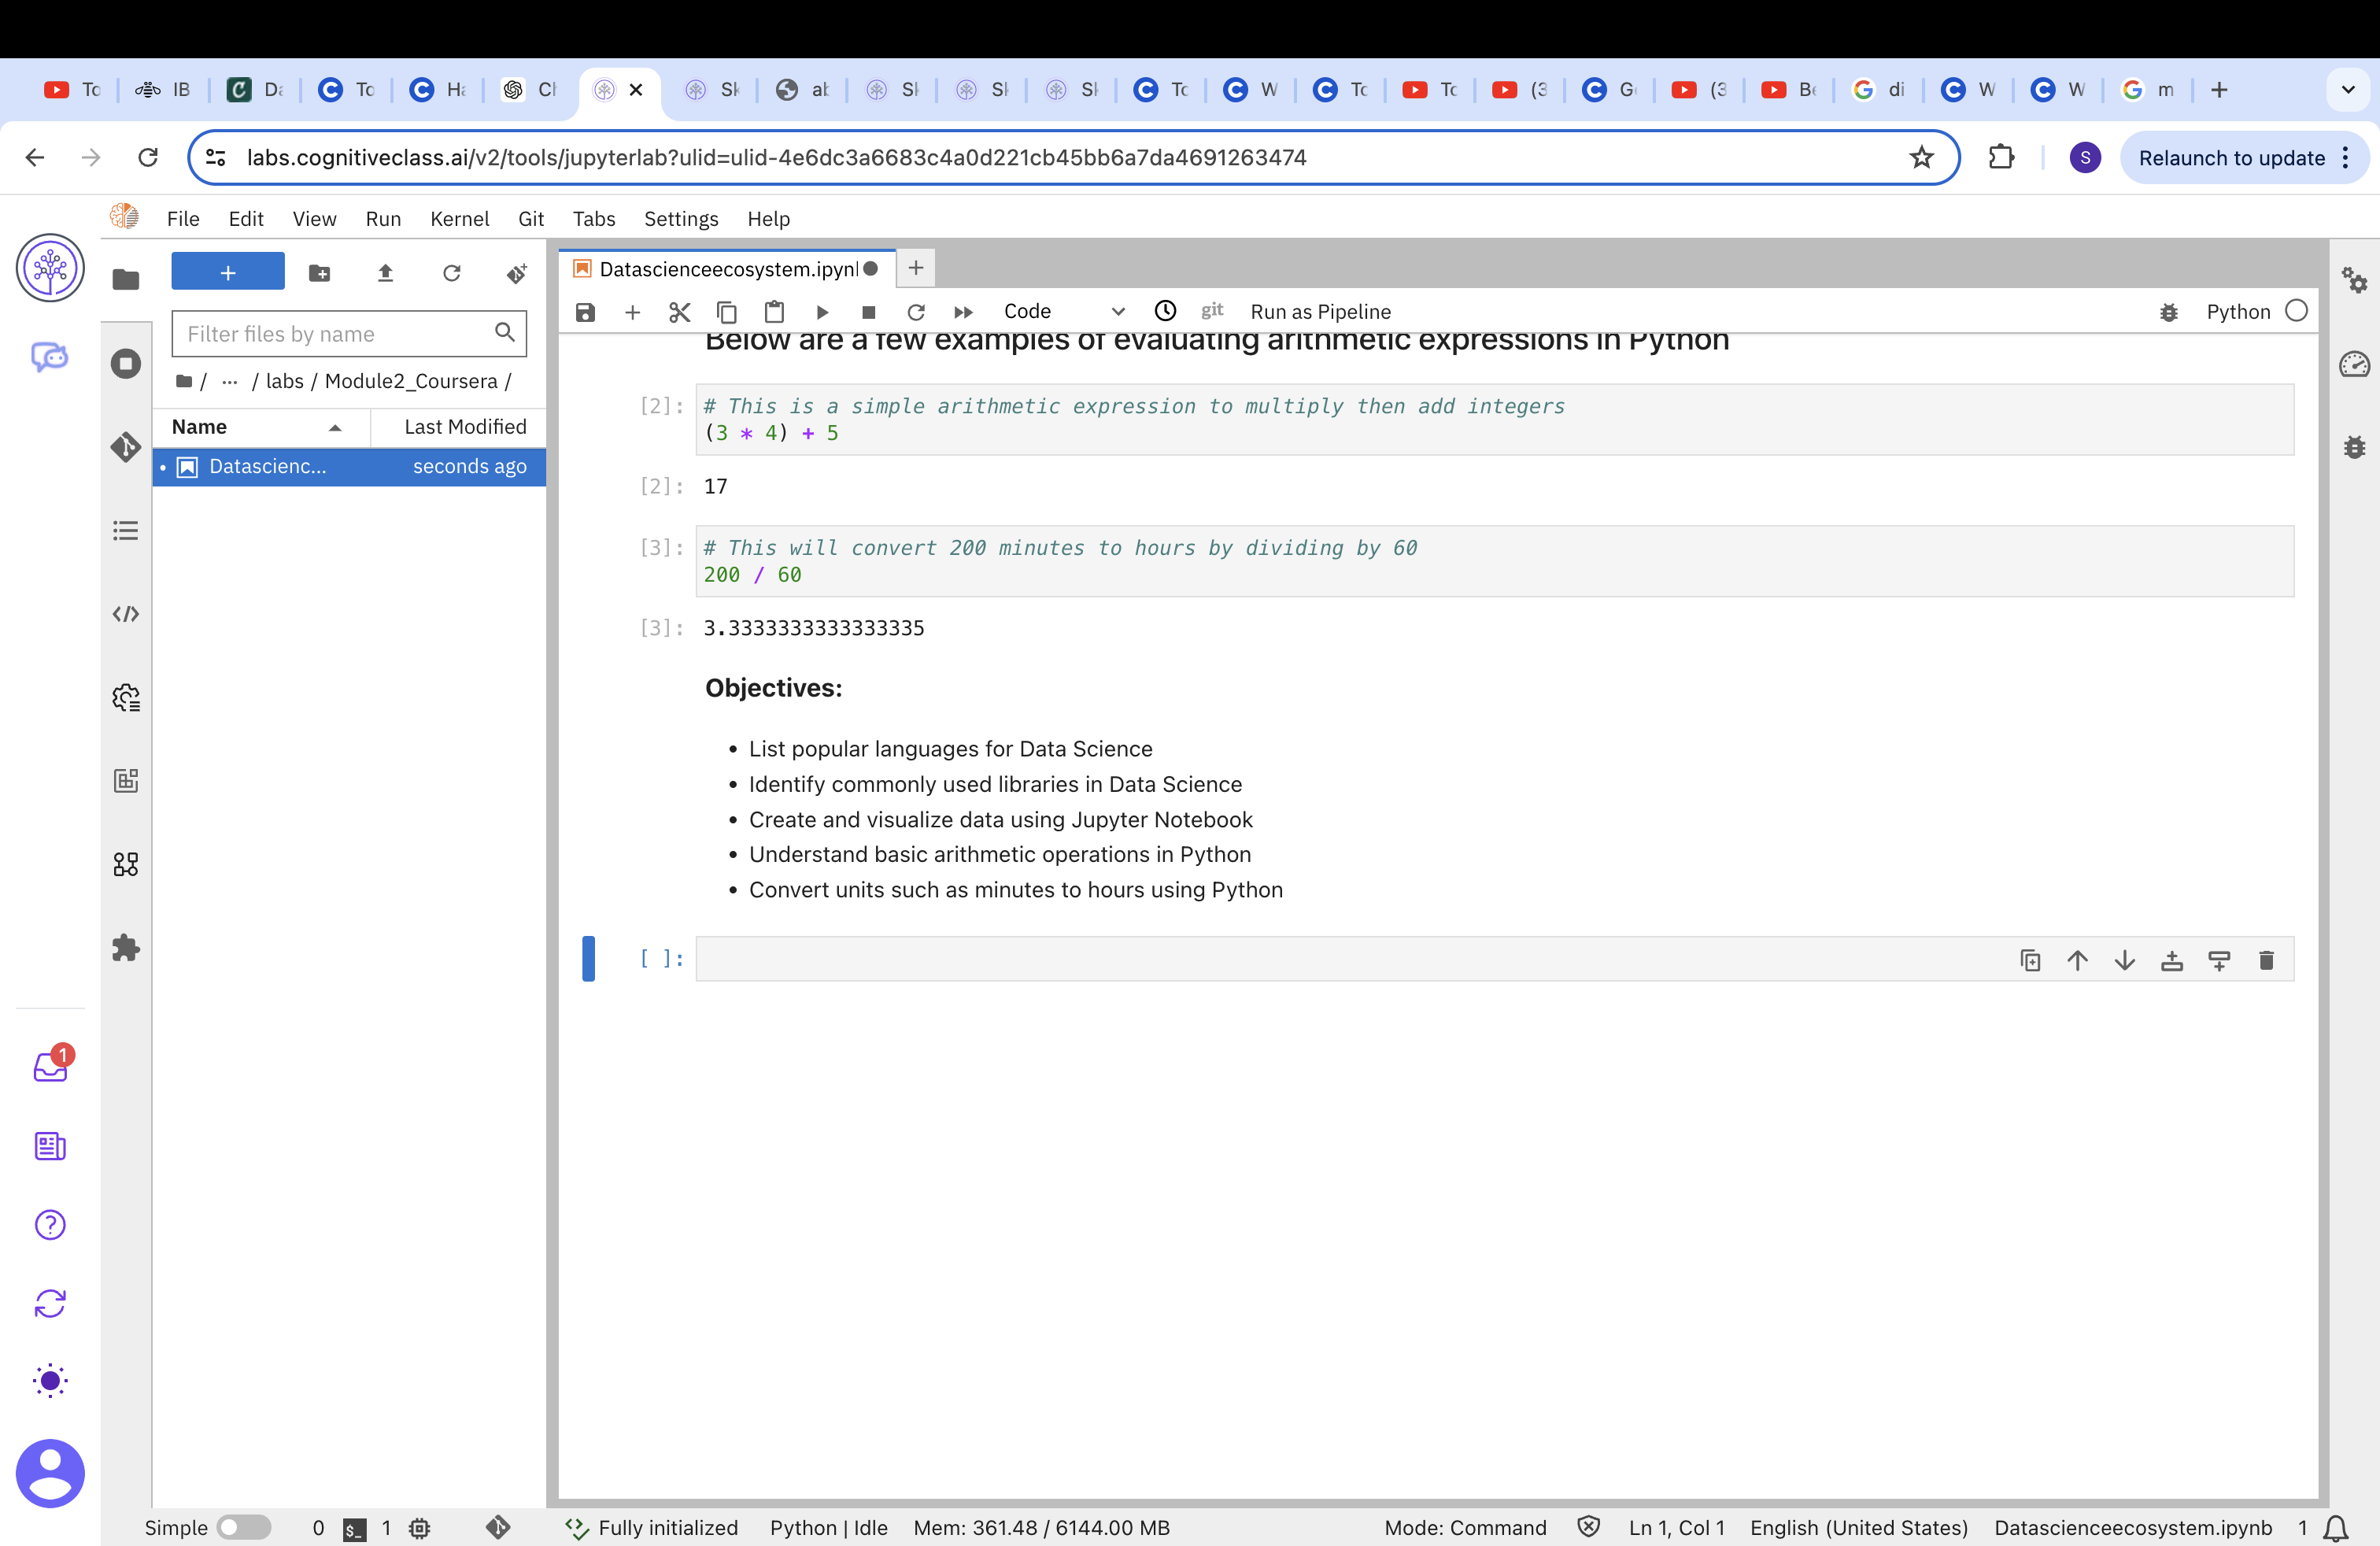 To IB Da To Ha Ch Sk ab Sk Sk Sk To W To To (3 G (3 Be di W W m
labs.cognitiveclass.ai/v2/tools/jupyterlab?ulid=ulid-4e6dc3a6683c4a0d221cb45bb6a7da4691263474
S
Relaunch to update
File Edit View Run Kernel Git Tabs Settings Help
Datascienceecosystem.ipynl
Filter files by name
Code
git
Run as Pipeline
Python
/ ... / labs / Module2_Coursera /
Name Last Modified
Datascienc... seconds ago
Below are a few examples of evaluating arithmetic expressions in Python
[2]: # This is a simple arithmetic expression to multiply then add integers
(3 * 4) + 5
[2]: 17
[3]: # This will convert 200 minutes to hours by dividing by 60
200 / 60
[3]: 3.3333333333333335
Objectives:
• List popular languages for Data Science
• Identify commonly used libraries in Data Science
• Create and visualize data using Jupyter Notebook
• Understand basic arithmetic operations in Python
• Convert units such as minutes to hours using Python
[ ]:
1
Simple 0 $_ 1 Fully initialized Python | Idle Mem: 361.48 / 6144.00 MB Mode: Command Ln 1, Col 1 English (United States) Datascienceecosystem.ipynb 1